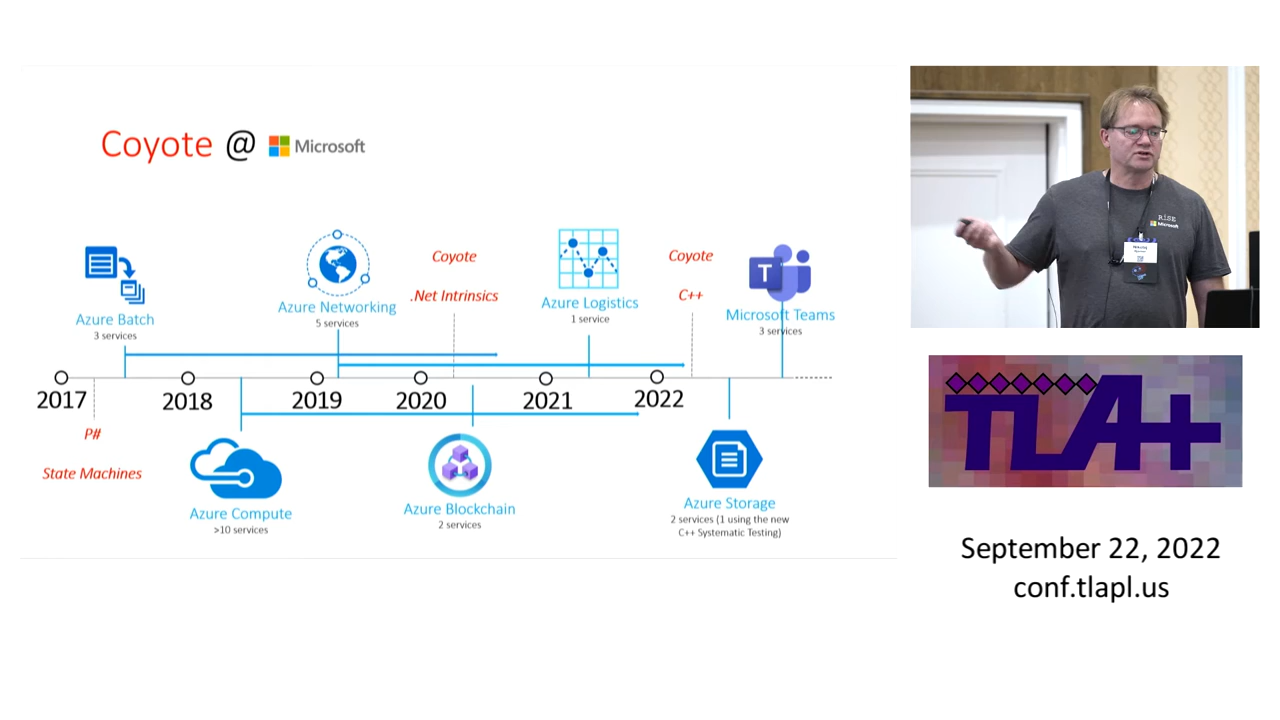 Coyote @ Microsoft
Azure Batch
3 services
Azure Networking
5 services
Coyote
.Net Intrinsics
Azure Logistics
1 service
Coyote
C++
T
Microsoft Teams
3 services
2017
2018
2019
2020
2021
2022
P#
State Machines
Azure Compute
>10 services
Azure Blockchain
2 services
Azure Storage
2 services (1 using the new
C++ Systematic Testing)
RiSE
Microsoft
TLA+
September 22, 2022
conf.tlapl.us